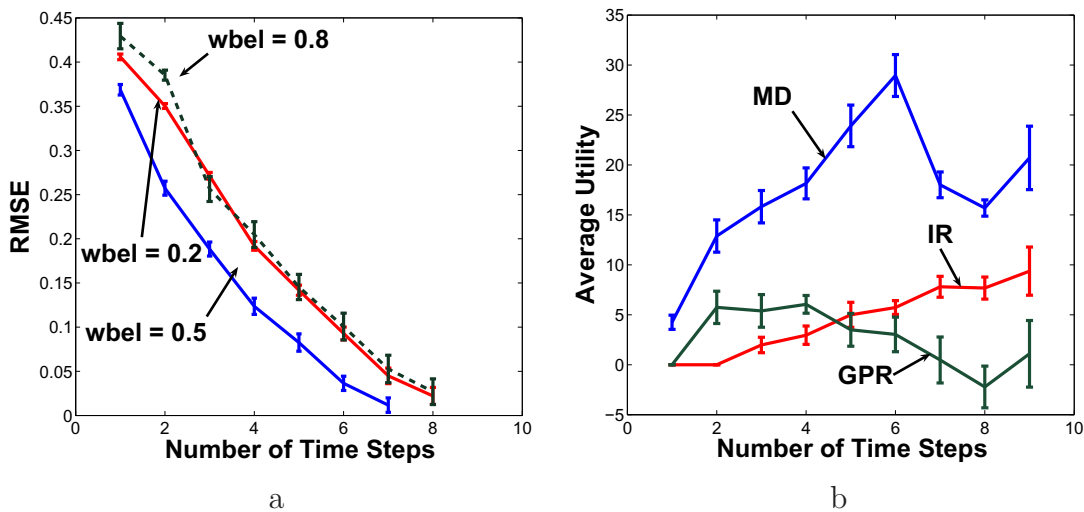 0.45
0.4
0.35
0.3
0.25
0.2
0.15
0.1
0.05
0
0
2
4
6
8
10
RMSE
Number of Time Steps
wbel = 0.8
wbel = 0.2
wbel = 0.5
a
35
30
25
20
15
10
5
0
−5
0
2
4
6
8
10
Average Utility
Number of Time Steps
MD
IR
GPR
b